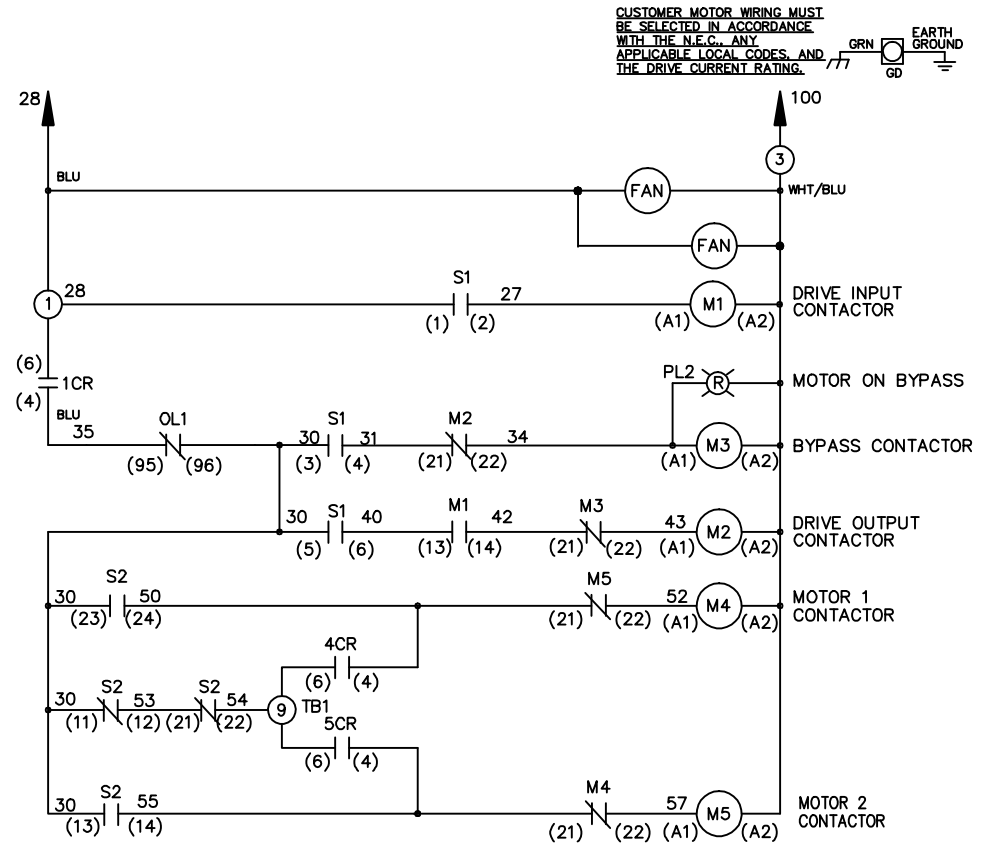 CUSTOMER MOTOR WIRING MUST
BE SELECTED IN ACCORDANCE
WITH THE N.E.C., ANY
APPLICABLE LOCAL CODES, AND
THE DRIVE CURRENT RATING.
GRN
GD
EARTH
GROUND
28
100
3
BLU
FAN
WHT/BLU
FAN
1
28
S1
(1)
(2)
27
M1
(A1)
(A2)
DRIVE INPUT
CONTACTOR
(6)
1CR
(4)
PL2
R
MOTOR ON BYPASS
BLU
35
OL1
(95)
(96)
30
S1
31
(3)
(4)
M2
(21)
(22)
34
M3
(A1)
(A2)
BYPASS CONTACTOR
30
S1
40
(5)
(6)
M1
42
(13)
(14)
M3
(21)
(22)
43
M2
(A1)
(A2)
DRIVE OUTPUT
CONTACTOR
30
S2
50
(23)
(24)
M5
(21)
(22)
52
M4
(A1)
(A2)
MOTOR 1
CONTACTOR
4CR
(6)
(4)
30
S2
53
(11)
(12)
S2
54
(21)
(22)
9
TB1
5CR
(6)
(4)
30
S2
55
(13)
(14)
M4
(21)
(22)
57
M5
(A1)
(A2)
MOTOR 2
CONTACTOR